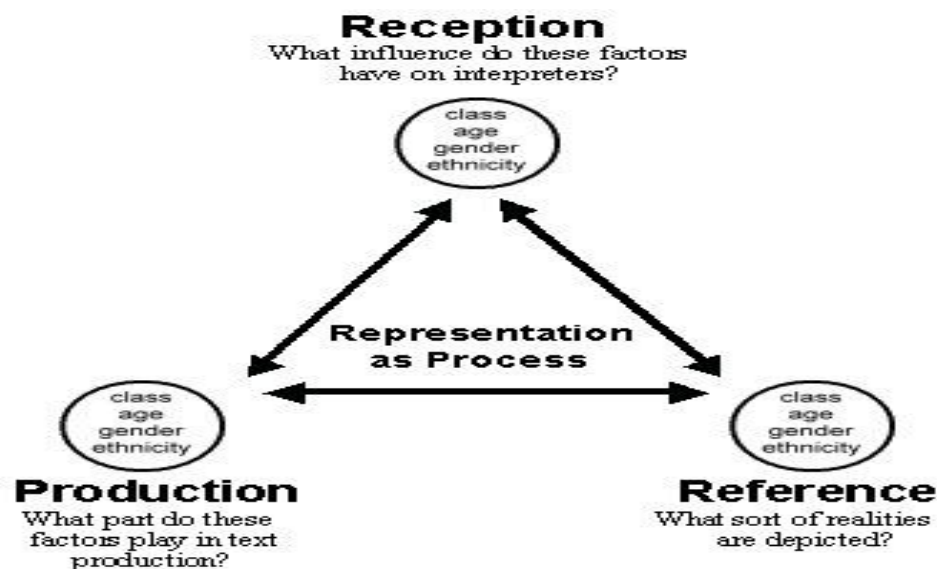 Reception
What influence do these factors
have on interpreters?
class
age
gender
ethnicity
Representation
as Process
class
age
gender
ethnicity
Production
What part do these
factors play in text
production?
class
age
gender
ethnicity
Reference
What sort of realities
are depicted?